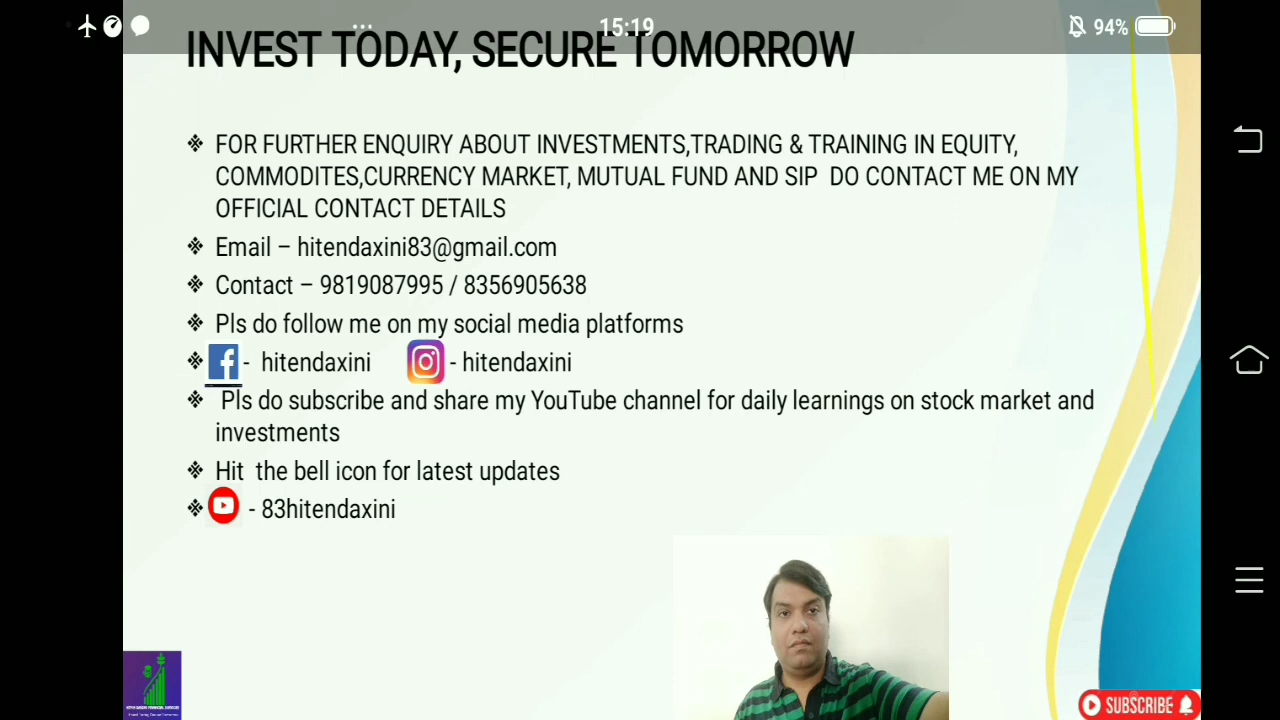 15:19
94%
INVEST TODAY, SECURE TOMORROW
FOR FURTHER ENQUIRY ABOUT INVESTMENTS,TRADING & TRAINING IN EQUITY,
COMMODITES,CURRENCY MARKET, MUTUAL FUND AND SIP DO CONTACT ME ON MY
OFFICIAL CONTACT DETAILS
Email – hitendaxini83@gmail.com
Contact – 9819087995 / 8356905638
Pls do follow me on my social media platforms
- hitendaxini - hitendaxini
Pls do subscribe and share my YouTube channel for daily learnings on stock market and
investments
Hit the bell icon for latest updates
- 83hitendaxini
SUBSCRIBE